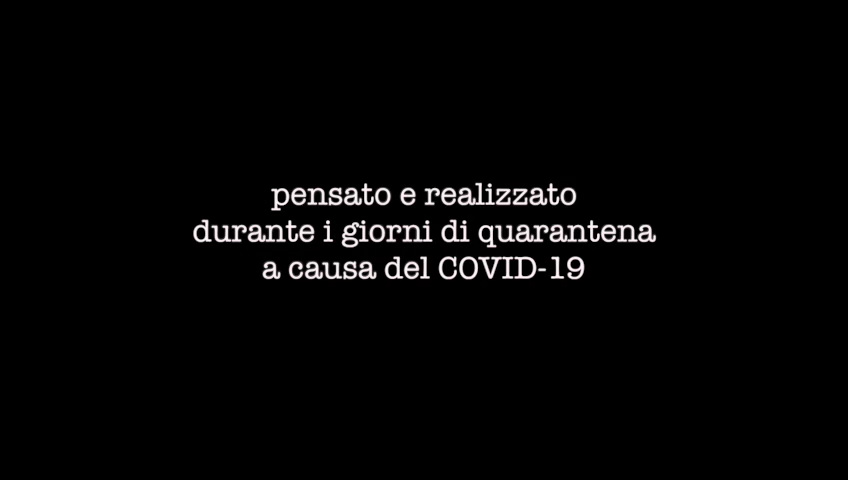 pensato e realizzato
durante i giorni di quarantena
a causa del COVID-19